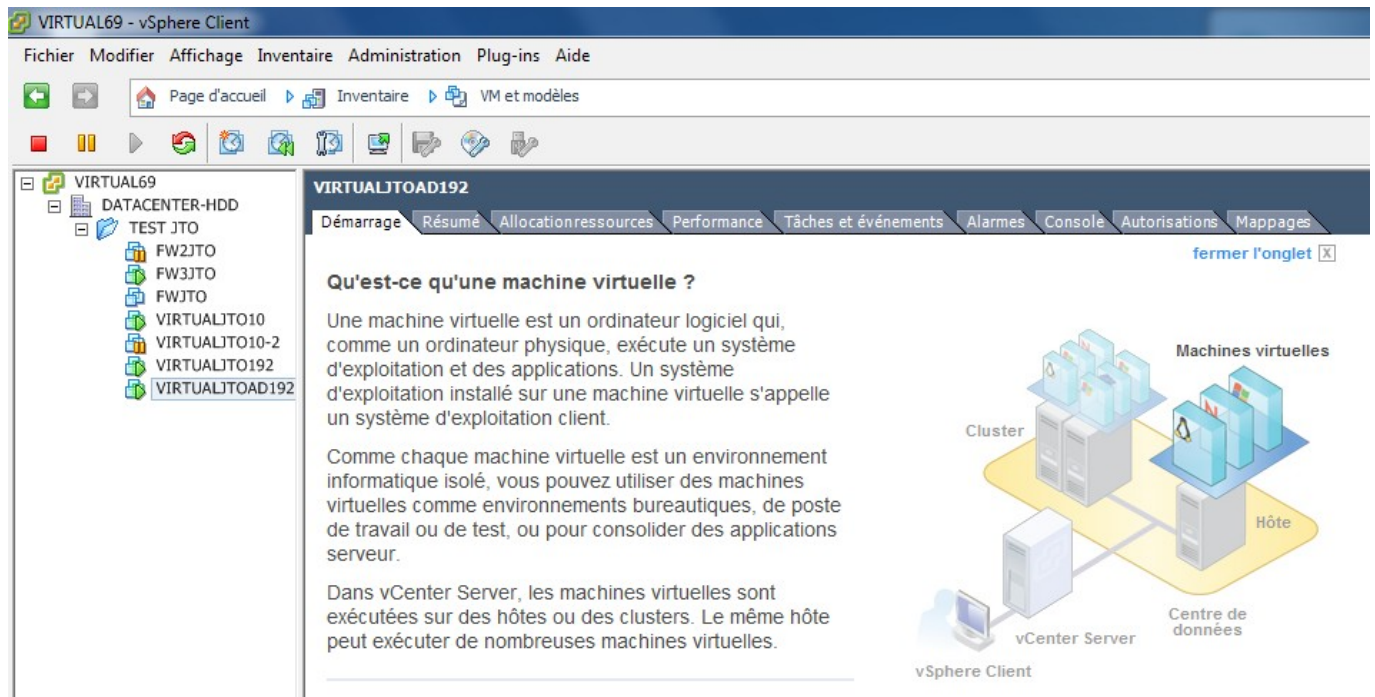 VIRTUAL69 - vSphere Client
Fichier Modifier Affichage Inventaire Administration Plug-ins Aide
Page d'accueil Inventaire VM et modèles
VIRTUAL69
DATACENTER-HDD
TEST JTO
FW2JTO
FW3JTO
FWJTO
VIRTUALJTO10
VIRTUALJTO10-2
VIRTUALJTO192
VIRTUALJTOAD192
VIRTUALJTOAD192
Démarrage Résumé Allocation ressources Performance Tâches et événements Alarmes Console Autorisations Mappages
fermer l'onglet X
Qu'est-ce qu'une machine virtuelle ?
Une machine virtuelle est un ordinateur logiciel qui,
comme un ordinateur physique, exécute un système
d'exploitation et des applications. Un système
d'exploitation installé sur une machine virtuelle s'appelle
un système d'exploitation client.
Comme chaque machine virtuelle est un environnement
informatique isolé, vous pouvez utiliser des machines
virtuelles comme environnements bureautiques, de poste
de travail ou de test, ou pour consolider des applications
serveur.
Dans vCenter Server, les machines virtuelles sont
exécutées sur des hôtes ou des clusters. Le même hôte
peut exécuter de nombreuses machines virtuelles.
Machines virtuelles
Cluster
Hôte
Centre de
données
vCenter Server
vSphere Client